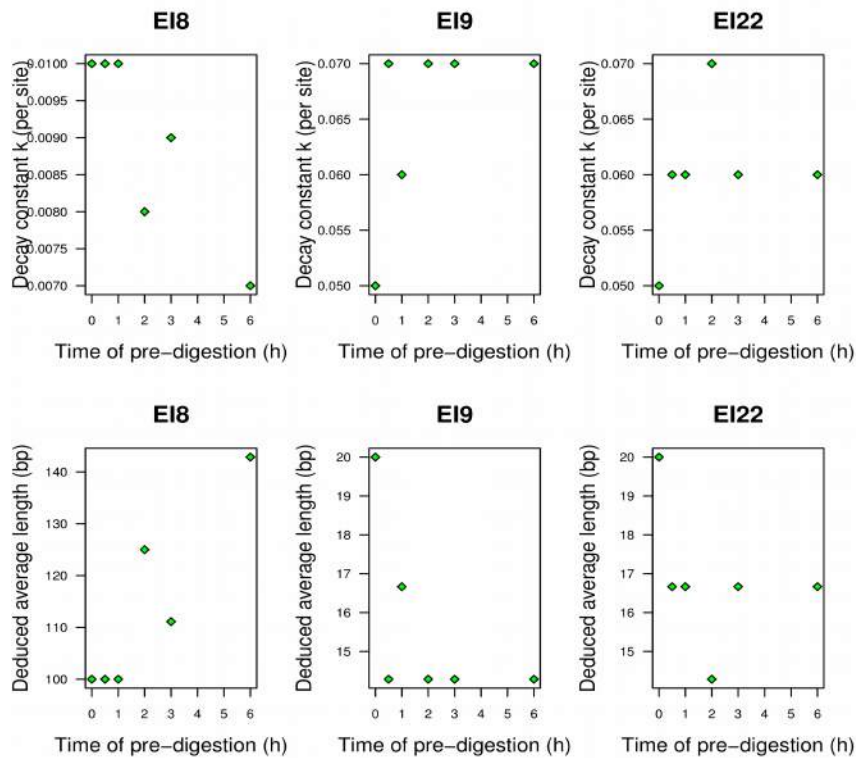 EI8
EI9
EI22
Decay constant k (per site)
0.0100
0.0095
0.0090
0.0085
0.0080
0.0075
0.0070
0 1 2 3 4 5 6
Time of pre−digestion (h)
Decay constant k (per site)
0.070
0.065
0.060
0.055
0.050
0 1 2 3 4 5 6
Time of pre−digestion (h)
Decay constant k (per site)
0.070
0.065
0.060
0.055
0.050
0 1 2 3 4 5 6
Time of pre−digestion (h)
EI8
EI9
EI22
Deduced average length (bp)
140
130
120
110
100
0 1 2 3 4 5 6
Time of pre−digestion (h)
Deduced average length (bp)
20
19
18
17
16
15
0 1 2 3 4 5 6
Time of pre−digestion (h)
Deduced average length (bp)
20
19
18
17
16
15
0 1 2 3 4 5 6
Time of pre−digestion (h)